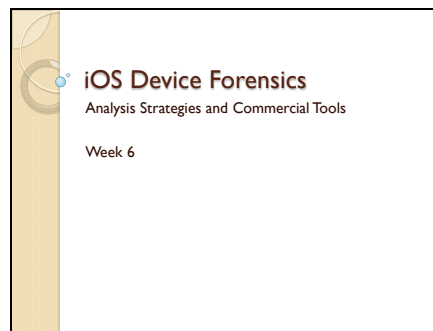 iOS Device Forensics
Analysis Strategies and Commercial Tools
Week 6